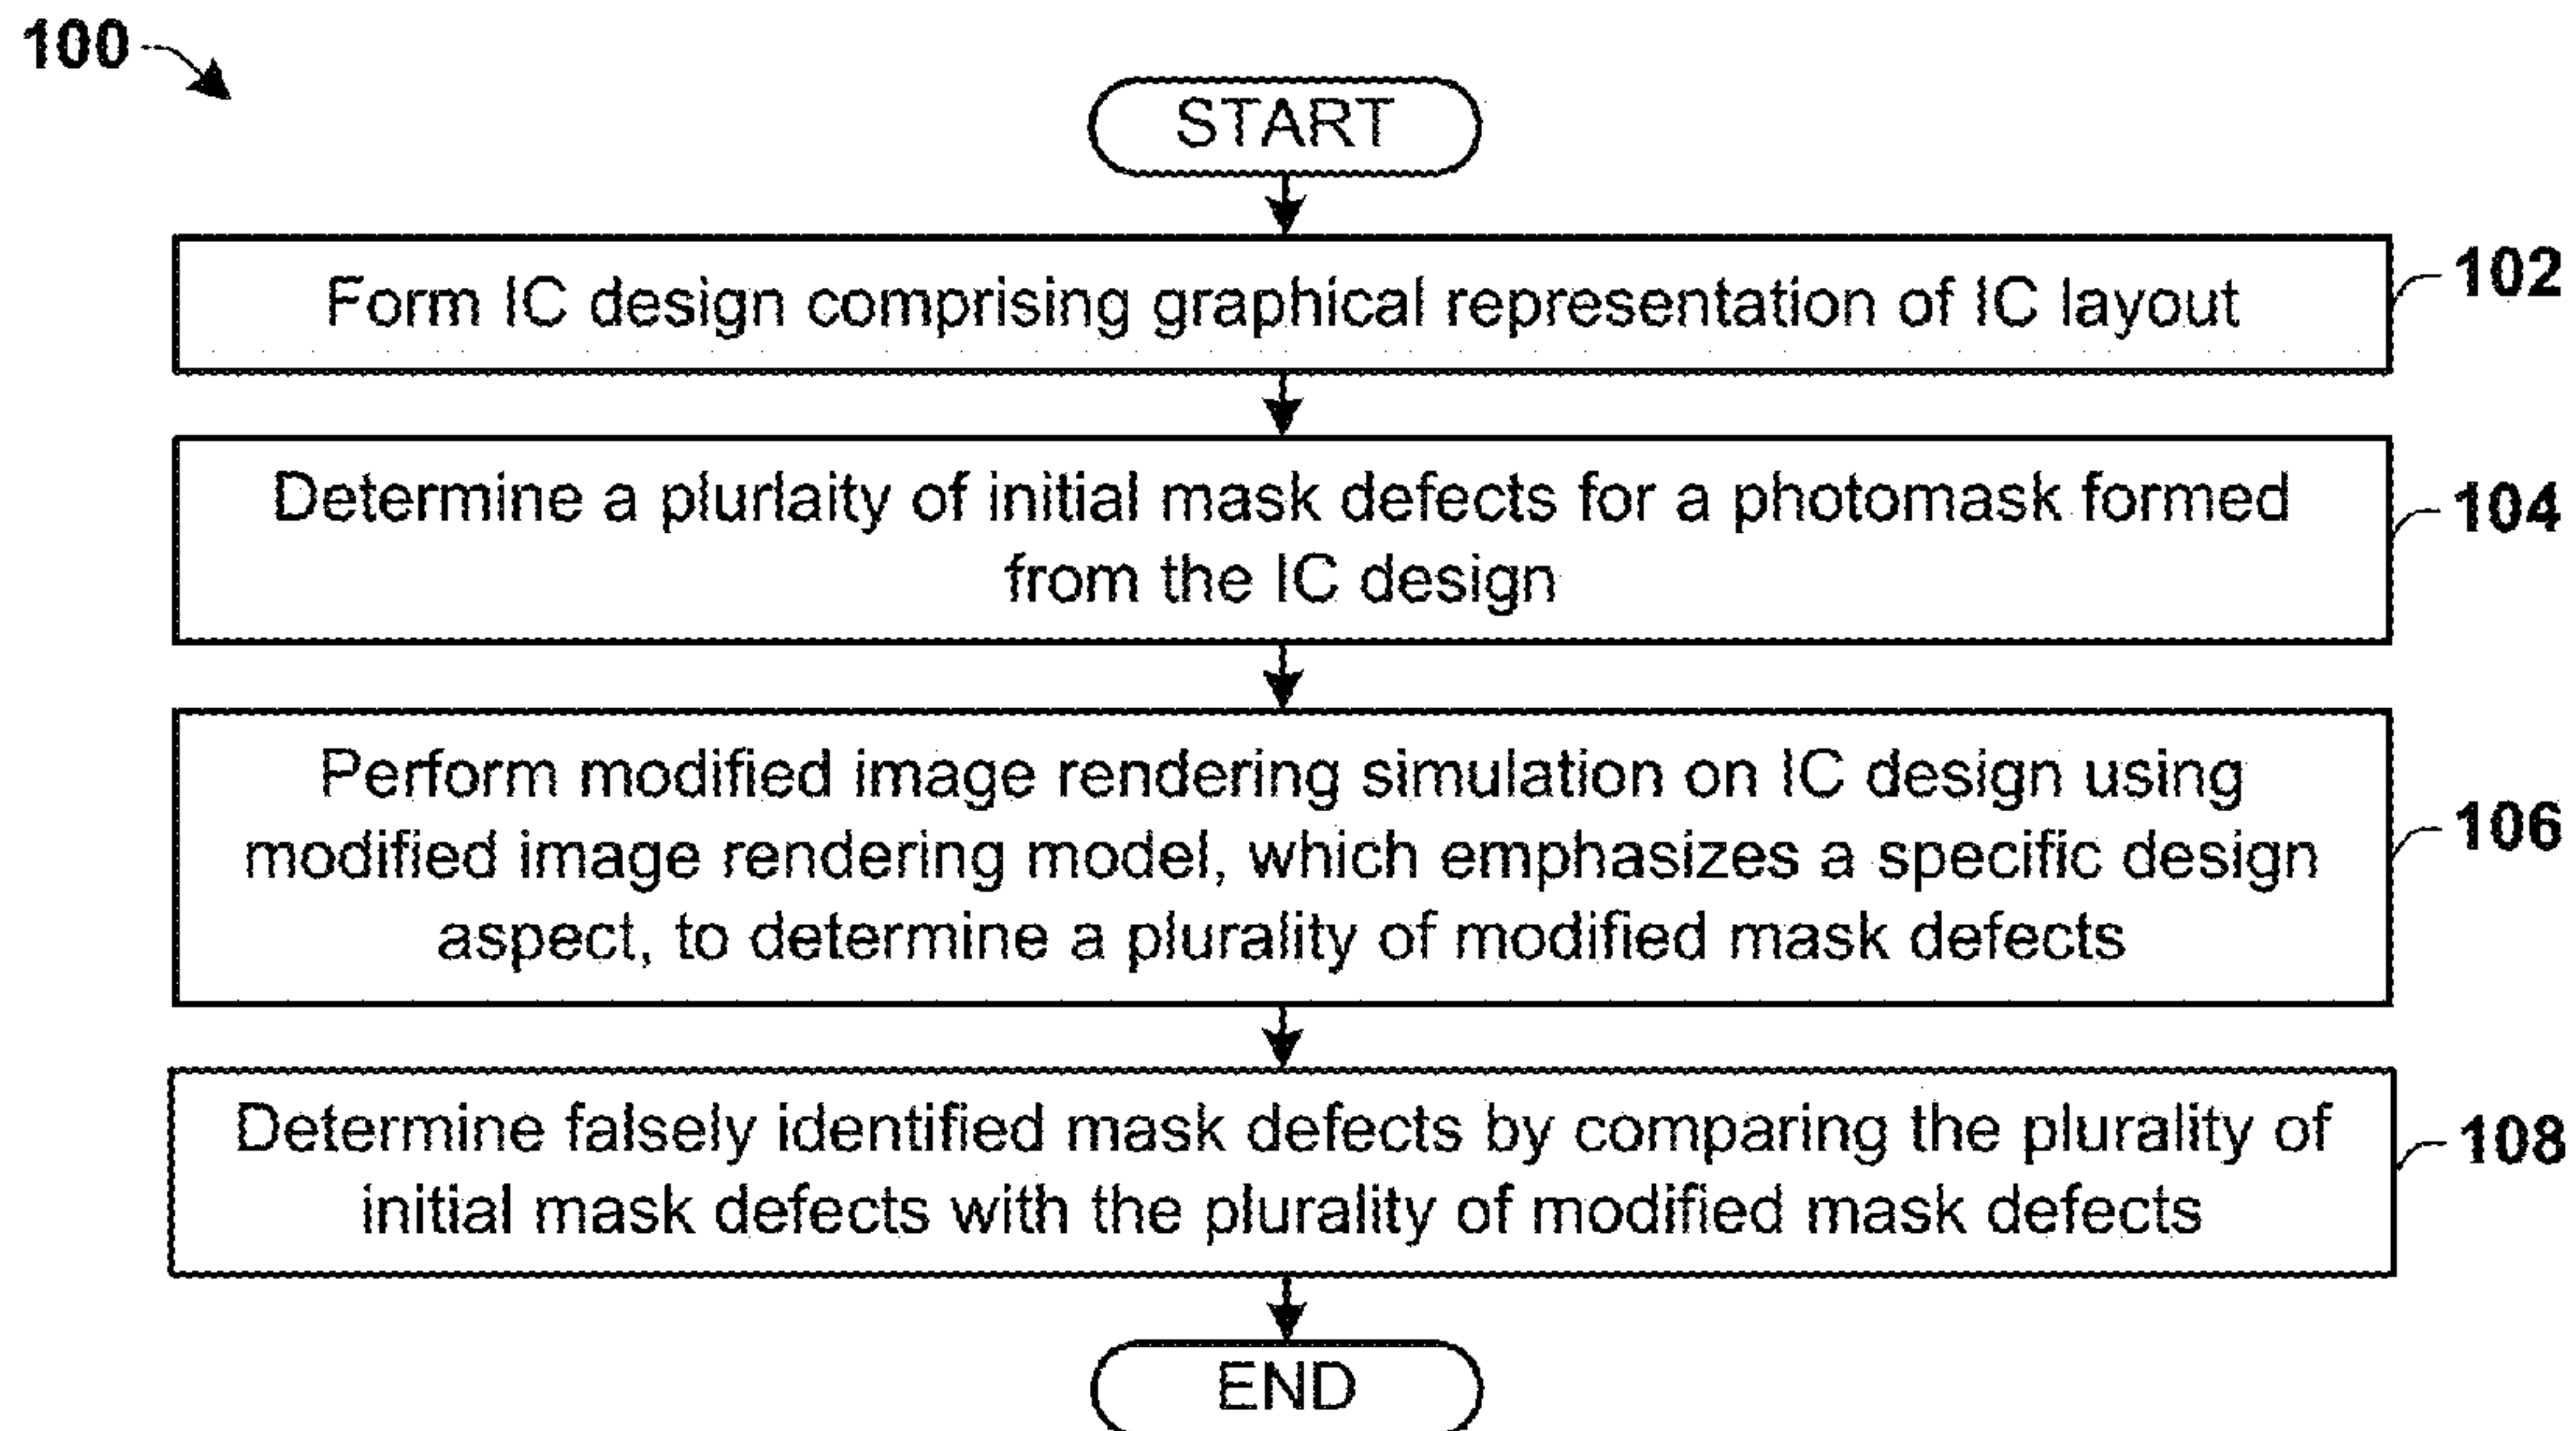 100
START
Form IC design comprising graphical representation of IC layout
102
Determine a plurlaity of initial mask defects for a photomask formed
from the IC design
104
Perform modified image rendering simulation on IC design using
modified image rendering model, which emphasizes a specific design
aspect, to determine a plurality of modified mask defects
106
Determine falsely identified mask defects by comparing the plurality of
initial mask defects with the plurality of modified mask defects
108
END